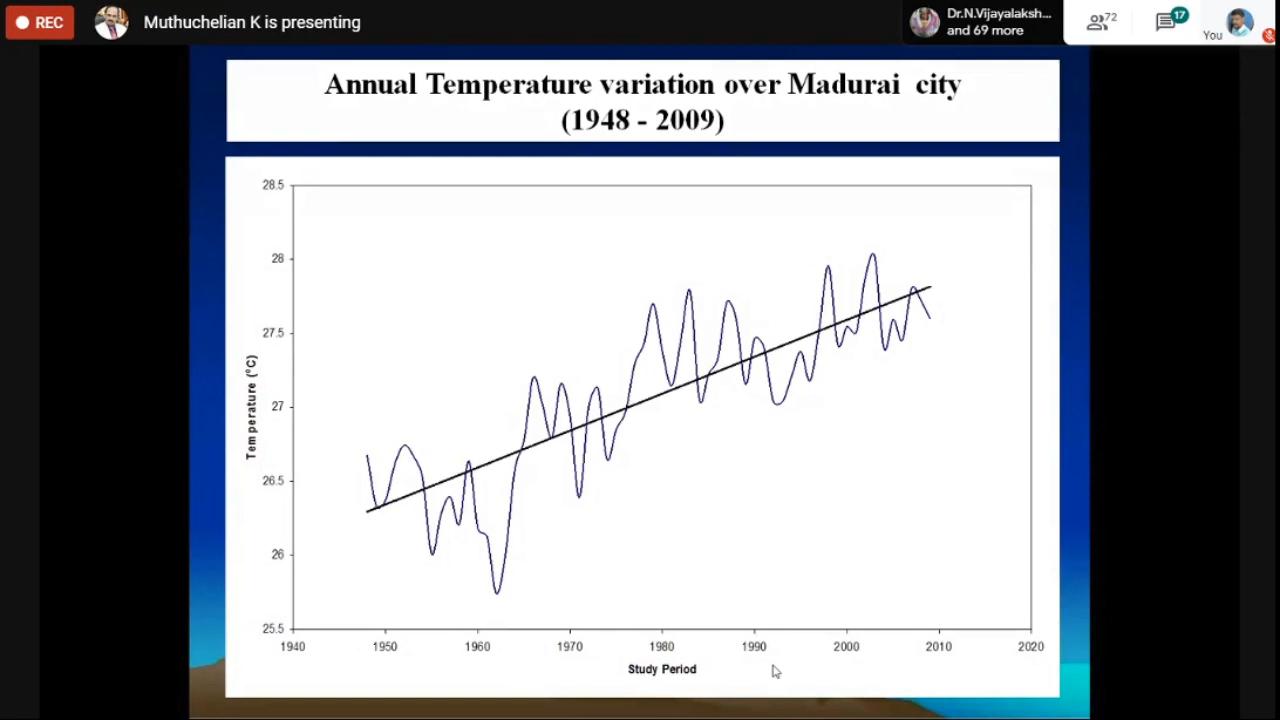 REC
Muthuchelian K is presenting
Dr.N.Vijayalaksh...
and 69 more
72
17
You
Annual Temperature variation over Madurai city
(1948 - 2009)
28.5
28
27.5
27
26.5
26
25.5
Temperature (°C)
1940 1950 1960 1970 1980 1990 2000 2010 2020
Study Period